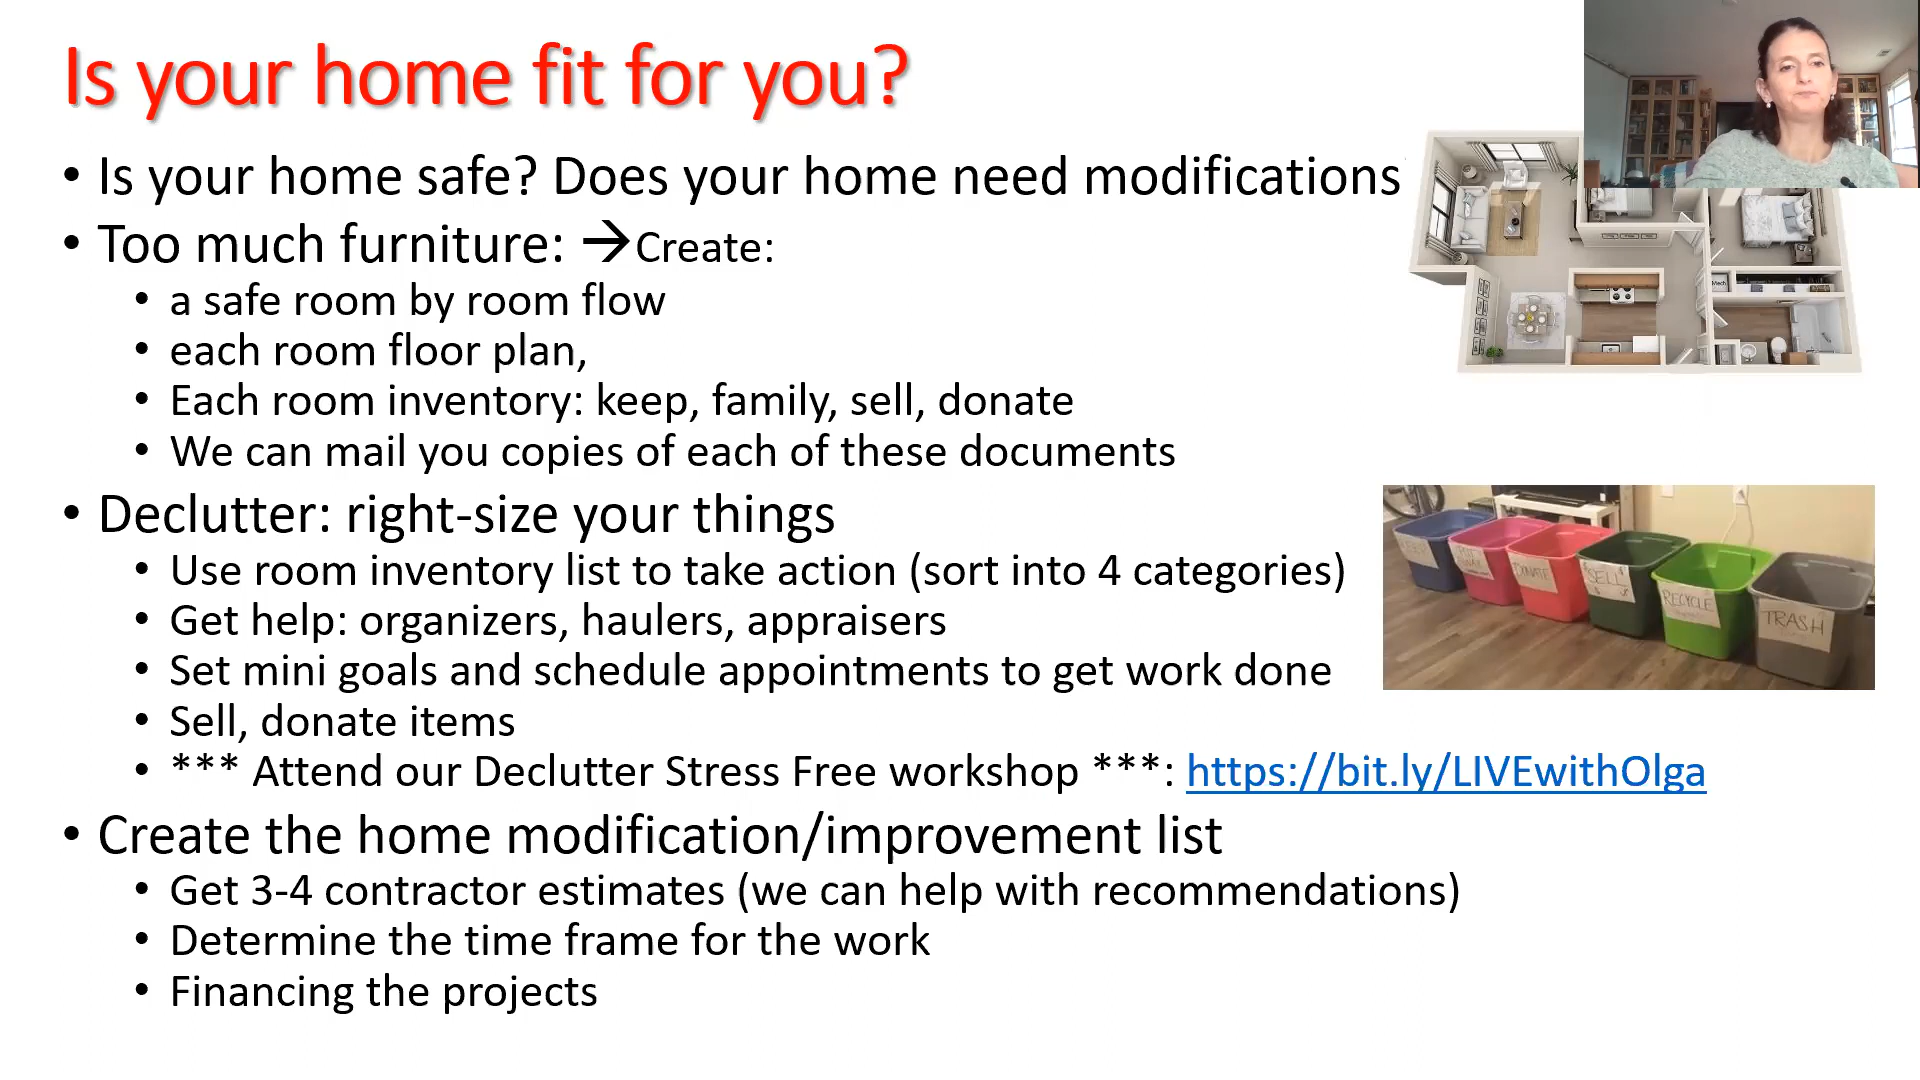 Is your home fit for you?
• Is your home safe? Does your home need modifications
• Too much furniture: →Create:
• a safe room by room flow
• each room floor plan,
• Each room inventory: keep, family, sell, donate
• We can mail you copies of each of these documents
Mech
• Declutter: right-size your things
• Use room inventory list to take action (sort into 4 categories)
• Get help: organizers, haulers, appraisers
• Set mini goals and schedule appointments to get work done
• Sell, donate items
• *** Attend our Declutter Stress Free workshop ***: https://bit.ly/LIVEwithOlga
KEEP
DONATE
SELL
RECYCLE
TRASH
• Create the home modification/improvement list
• Get 3-4 contractor estimates (we can help with recommendations)
• Determine the time frame for the work
• Financing the projects